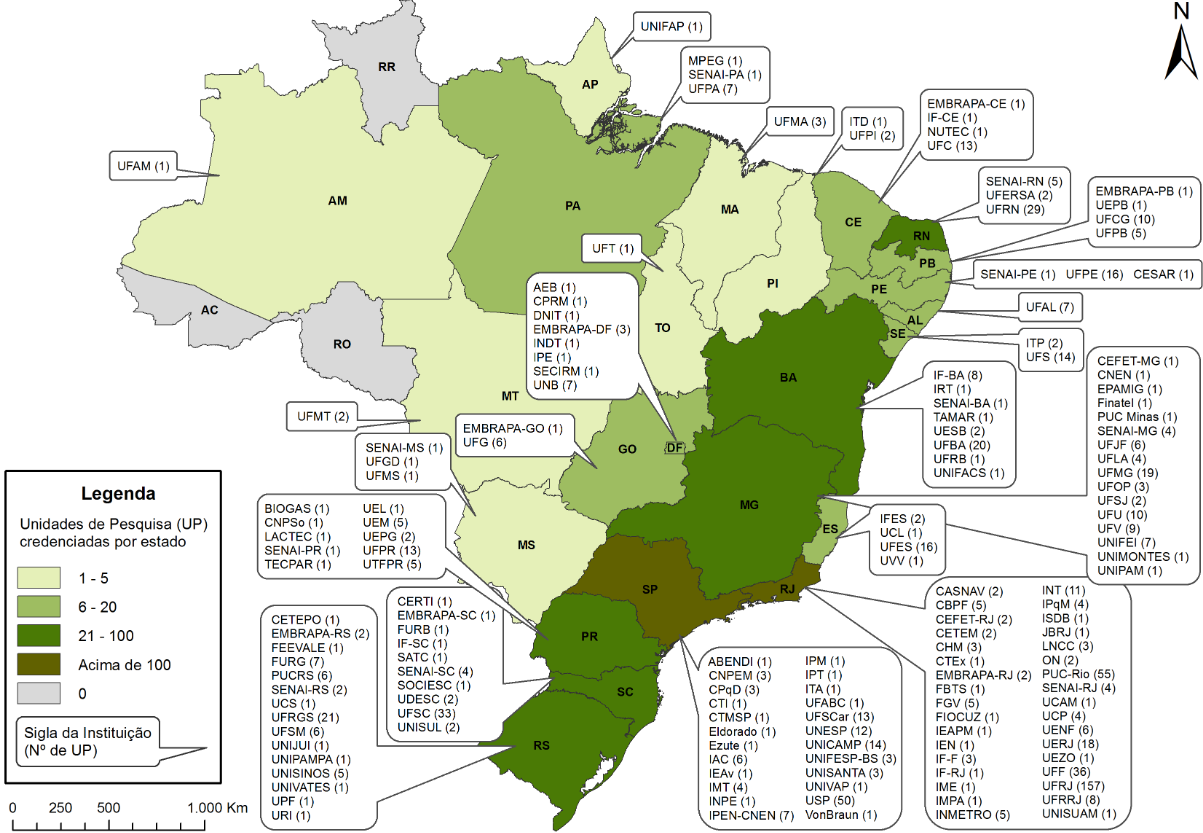 N
RR
AP
AM
PA
MA
CE
RN
PB
PE
AL
SE
PI
AC
RO
TO
BA
MT
GO
DF
MG
ES
MS
SP
RJ
PR
SC
RS
UNIFAP (1)
MPEG (1)
SENAI-PA (1)
UFPA (7)
UFMA (3)
ITD (1)
UFPI (2)
EMBRAPA-CE (1)
IF-CE (1)
NUTEC (1)
UFC (13)
SENAI-RN (5)
UFERSA (2)
UFRN (29)
EMBRAPA-PB (1)
UEPB (1)
UFCG (10)
UFPB (5)
SENAI-PE (1) UFPE (16) CESAR (1)
UFAL (7)
ITP (2)
UFS (14)
UFAM (1)
UFT (1)
AEB (1)
CPRM (1)
DNIT (1)
EMBRAPA-DF (3)
INDT (1)
IPE (1)
SECIRM (1)
UNB (7)
IF-BA (8)
IRT (1)
SENAI-BA (1)
TAMAR (1)
UESB (2)
UFBA (20)
UFRB (1)
UNIFACS (1)
CEFET-MG (1)
CNEN (1)
EPAMIG (1)
Finatel (1)
PUC Minas (1)
SENAI-MG (4)
UFJF (6)
UFLA (4)
UFMG (19)
UFOP (3)
UFSJ (2)
UFU (10)
UFV (9)
UNIFEI (7)
UNIMONTES (1)
UNIPAM (1)
UFMT (2)
EMBRAPA-GO (1)
UFG (6)
SENAI-MS (1)
UFGD (1)
UFMS (1)
IFES (2)
UCL (1)
UFES (16)
UVV (1)
BIOGAS (1)
CNPSo (1)
LACTEC (1)
SENAI-PR (1)
TECPAR (1)
UEL (1)
UEM (5)
UEPG (2)
UFPR (13)
UTFPR (5)
CETEPO (1)
EMBRAPA-RS (2)
FEEVALE (1)
FURG (7)
PUCRS (6)
SENAI-RS (2)
UCS (1)
UFRGS (21)
UFSM (6)
UNIJUI (1)
UNIPAMPA (1)
UNISINOS (5)
UNIVATES (1)
UPF (1)
URI (1)
CERTI (1)
EMBRAPA-SC (1)
FURB (1)
IF-SC (1)
SATC (1)
SENAI-SC (4)
SOCIESC (1)
UDESC (2)
UFSC (33)
UNISUL (2)
ABENDI (1)
CNPEM (3)
CPqD (3)
CTI (1)
CTMSP (1)
Eldorado (1)
Ezute (1)
IAC (6)
IEAv (1)
IMT (4)
INPE (1)
IPEN-CNEN (7)
IPM (1)
IPT (1)
ITA (1)
UFABC (1)
UFSCar (13)
UNESP (12)
UNICAMP (14)
UNIFESP-BS (3)
UNISANTA (3)
UNIVAP (1)
USP (50)
VonBraun (1)
CASNAV (2)
CBPF (5)
CEFET-RJ (2)
CETEM (2)
CHM (3)
CTEx (1)
EMBRAPA-RJ (2)
FBTS (1)
FGV (5)
FIOCUZ (1)
IEAPM (1)
IEN (1)
IF-F (3)
IF-RJ (1)
IME (1)
IMPA (1)
INMETRO (5)
INT (11)
IPqM (4)
ISDB (1)
JBRJ (1)
LNCC (3)
ON (2)
PUC-Rio (55)
SENAI-RJ (4)
UCAM (1)
UCP (4)
UENF (6)
UERJ (18)
UEZO (1)
UFF (36)
UFRJ (157)
UFRRJ (8)
UNISUAM (1)
Legenda
Unidades de Pesquisa (UP)
credenciadas por estado
1 - 5
6 - 20
21 - 100
Acima de 100
0
Sigla da Instituição
(Nº de UP)
0 250 500 1.000 Km